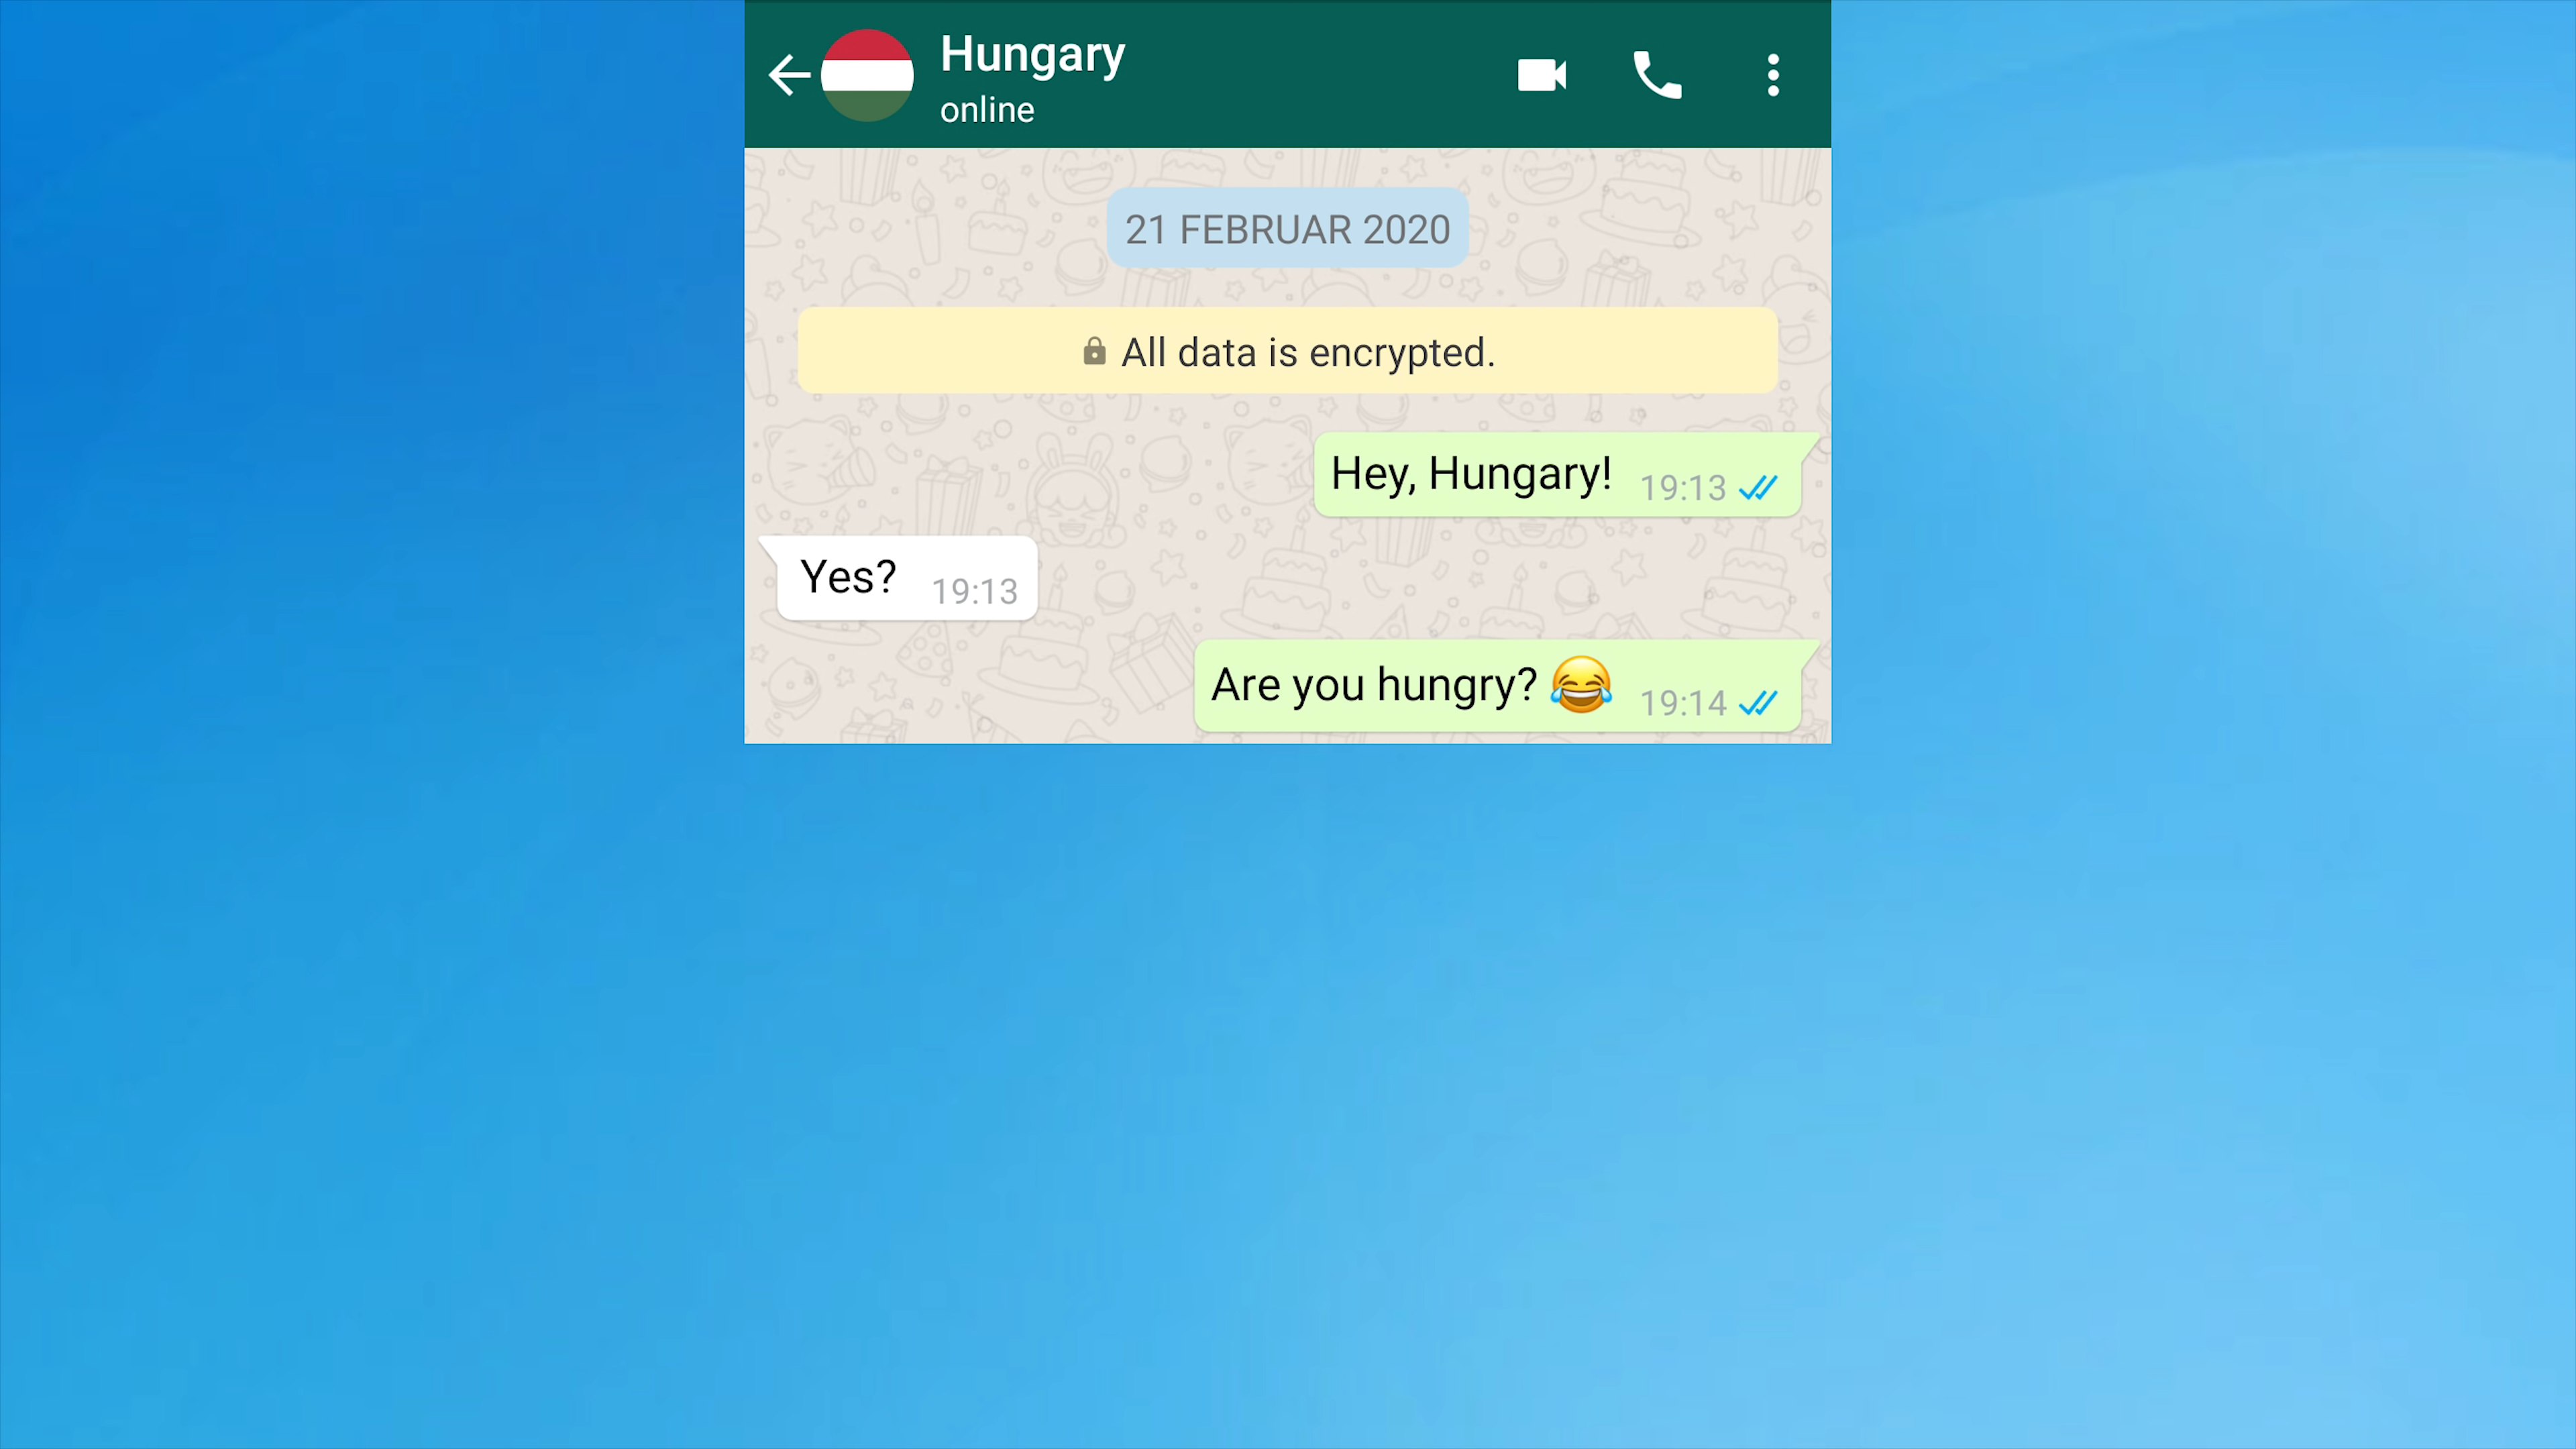 Hungary
online
21 FEBRUAR 2020
All data is encrypted.
Hey, Hungary! 19:13
Yes? 19:13
Are you hungry? 😂 19:14